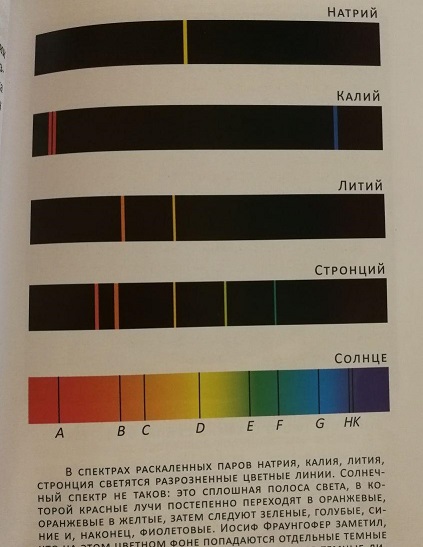 Натрий
Калий
Литий
Стронций
Солнце
A B C D E F G HK
В спектрах раскаленных паров натрия, калия, лития,
стронция светятся разрозненные цветные линии. Солнеч-
ный спектр не таков: это сплошная полоса света, в ко-
торой красные лучи постепенно переходят в оранжевые,
оранжевые в желтые, затем следуют зеленые, голубые, си-
ние и, наконец, фиолетовые. Иосиф Фраунгофер заметил,
что на этом цветном фоне попадаются отдельные темные